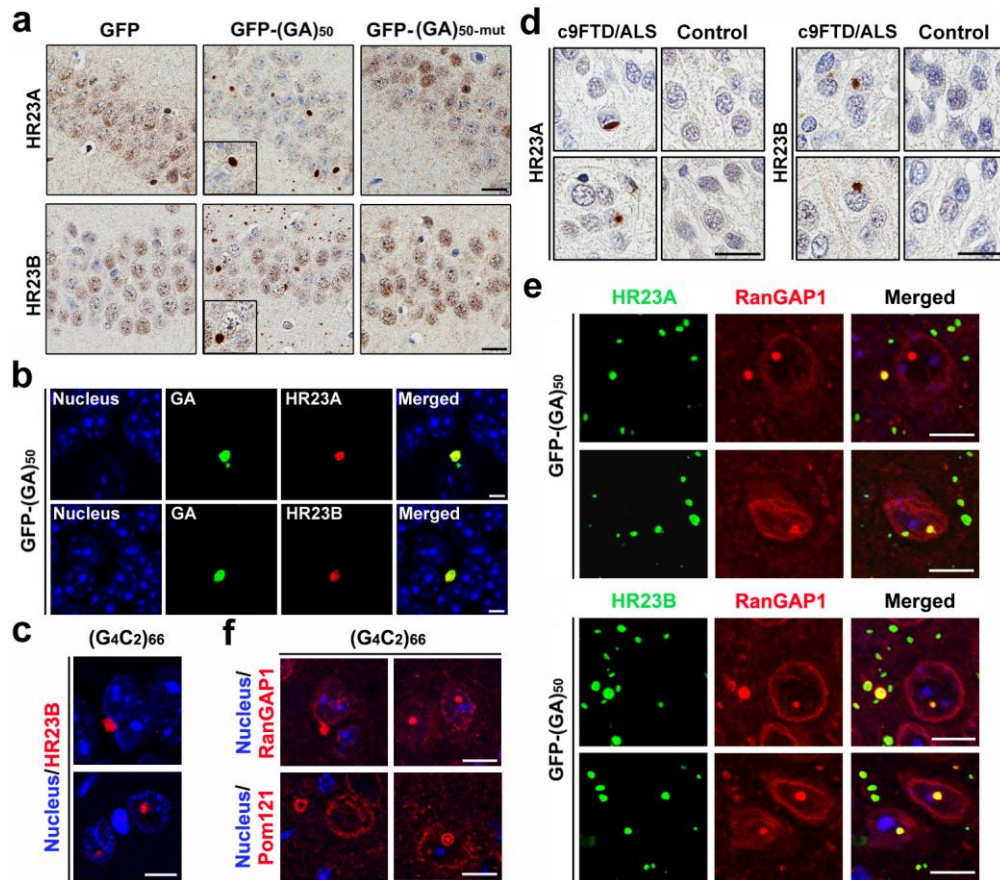 a
GFP GFP-(GA)50 GFP-(GA)50-mut
HR23A
HR23B
b
Nucleus GA HR23A Merged
Nucleus GA HR23B Merged
GFP-(GA)50
c
(G4C2)66
Nucleus/HR23B
f
(G4C2)66
Nucleus/
RanGAP1
Nucleus/
Pom121
d
c9FTD/ALS Control c9FTD/ALS Control
HR23A
HR23B
e
HR23A RanGAP1 Merged
GFP-(GA)50
HR23B RanGAP1 Merged
GFP-(GA)50